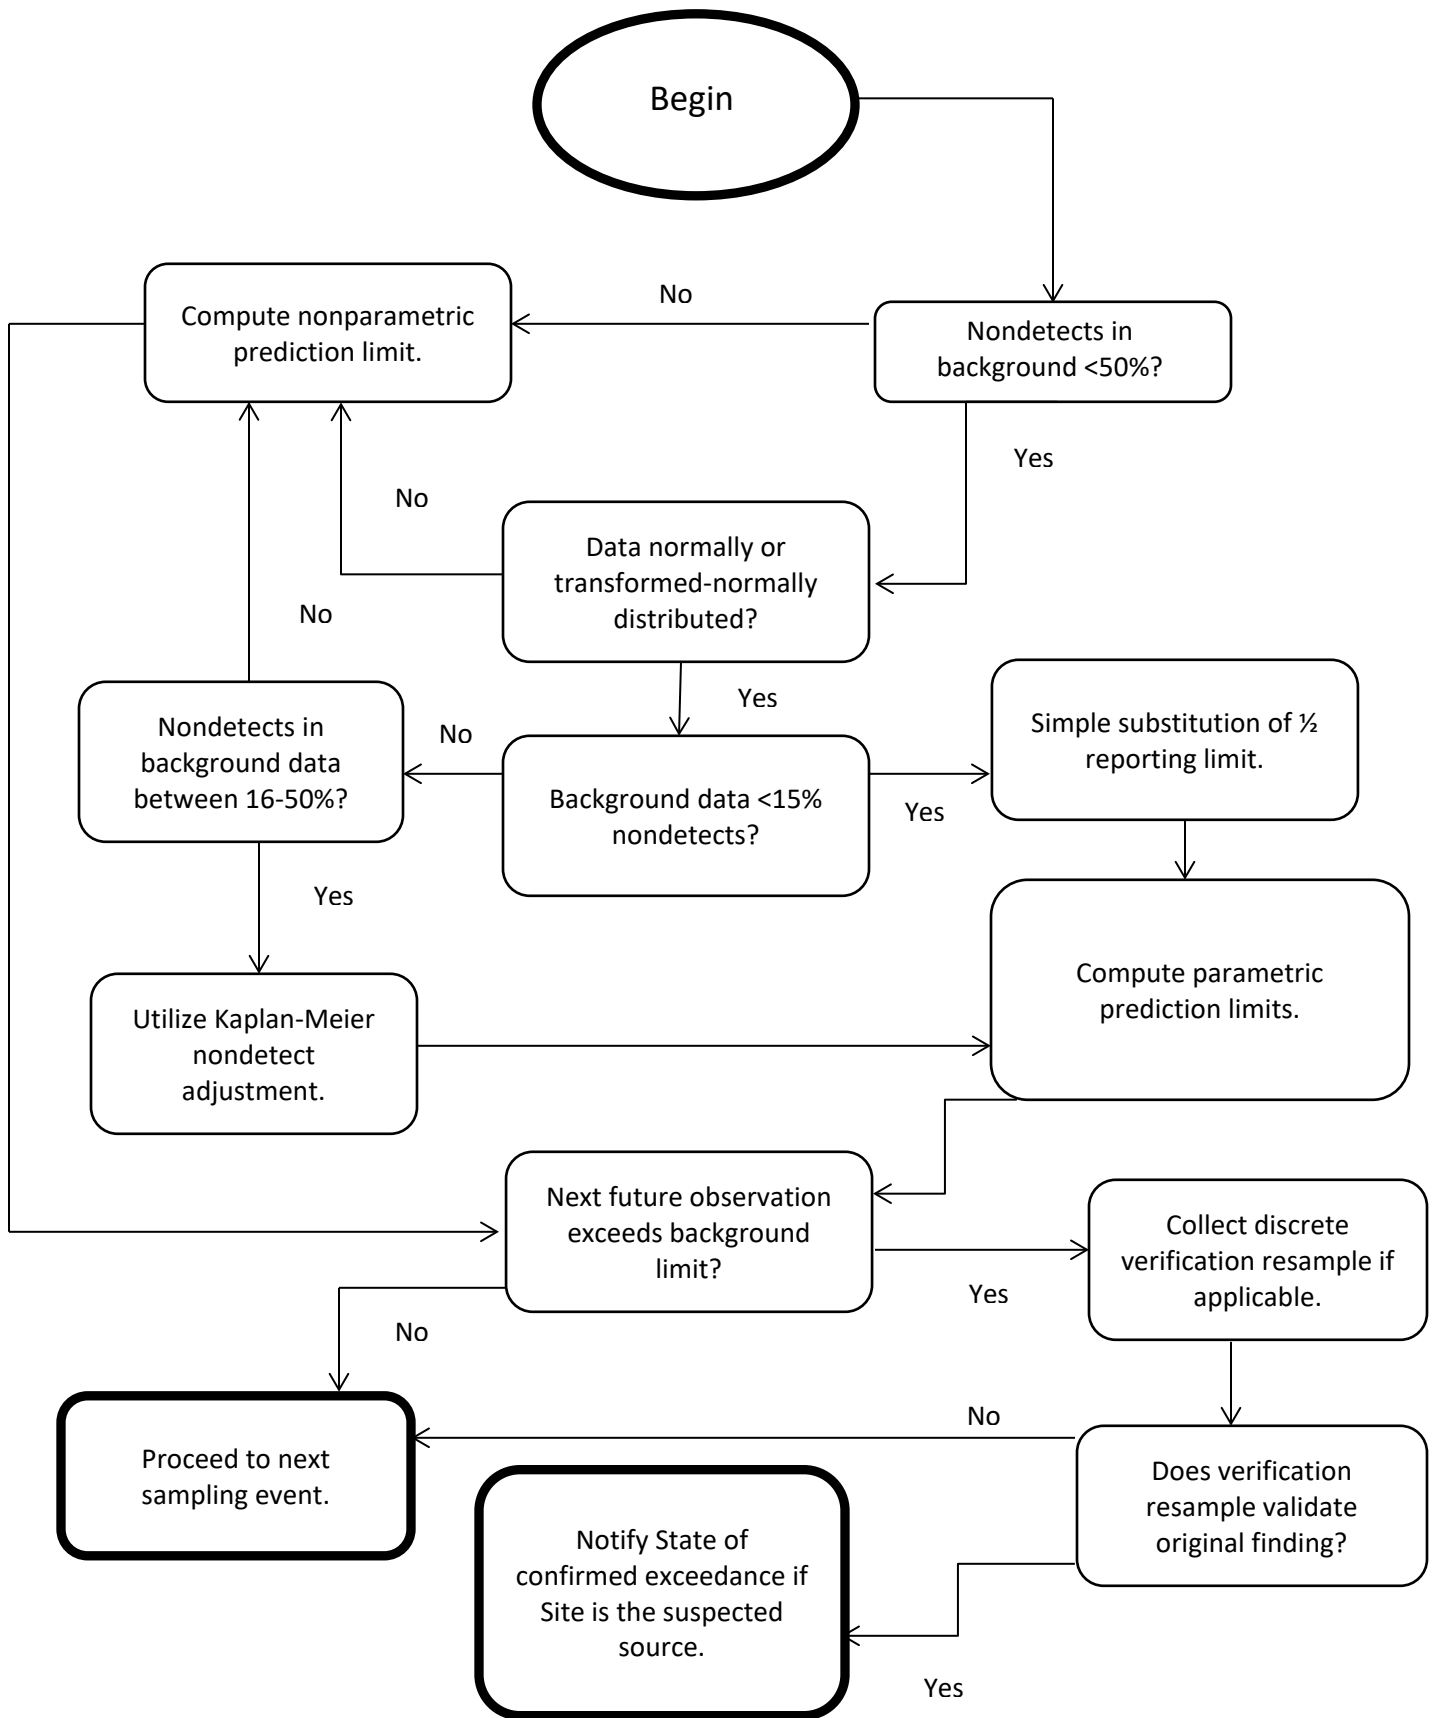 Begin
No
Compute nonparametric
prediction limit.
Nondetects in
background <50%?
Yes
No
Data normally or
transformed-normally
distributed?
No
Yes
Nondetects in
background data
between 16-50%?
No
Background data <15%
nondetects?
Yes
Simple substitution of ½
reporting limit.
Yes
Compute parametric
prediction limits.
Utilize Kaplan-Meier
nondetect
adjustment.
Next future observation
exceeds background
limit?
Yes
Collect discrete
verification resample if
applicable.
No
No
Proceed to next
sampling event.
Does verification
resample validate
original finding?
Notify State of
confirmed exceedance if
Site is the suspected
source.
Yes